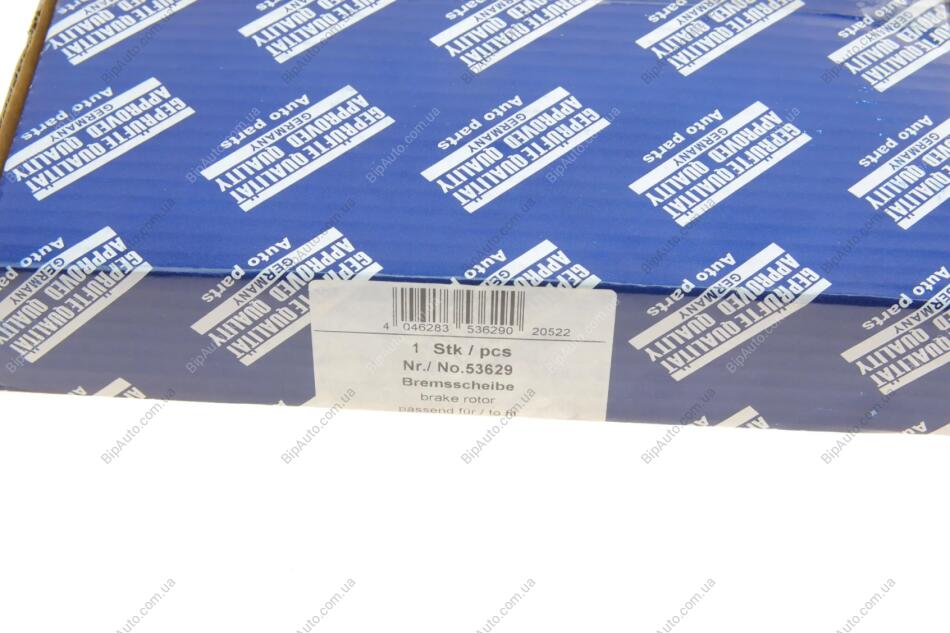 GEPRÜFTE QUALITÄT
APPROVED QUALITY
GERMANY
Auto parts
4 046283 536290 20522
1 Stk / pcs
Nr./ No.53629
Bremsscheibe
brake rotor
passend für / to fit
BipAuto.com.ua